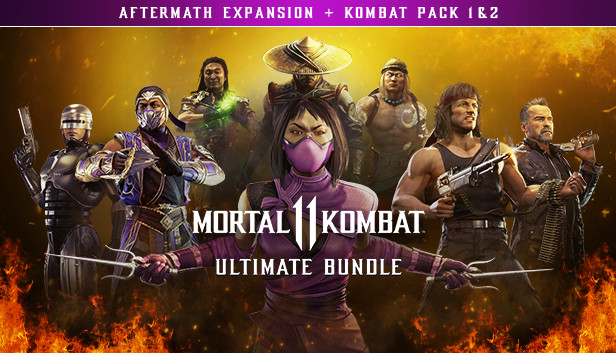 AFTERMATH EXPANSION + KOMBAT PACK 1&2
MORTAL 11 KOMBAT
ULTIMATE BUNDLE